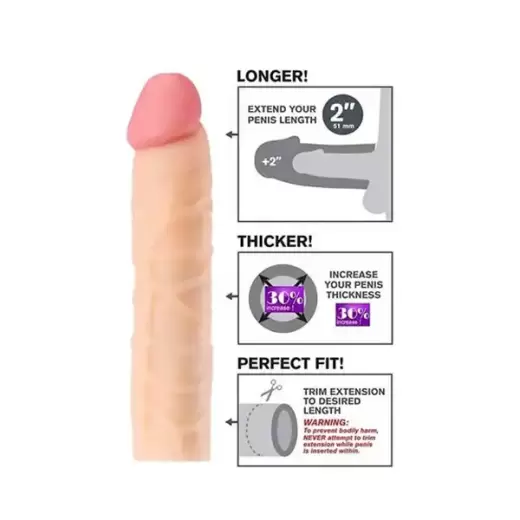 LONGER!
EXTEND YOUR
PENIS LENGTH
2"
51 mm
+2"
THICKER!
30%
increase !
INCREASE
YOUR PENIS
THICKNESS
30%
increase !
PERFECT FIT!
TRIM EXTENSION
TO DESIRED
LENGTH
WARNING:
To prevent bodily harm,
NEVER attempt to trim
extension while penis
is inserted within.